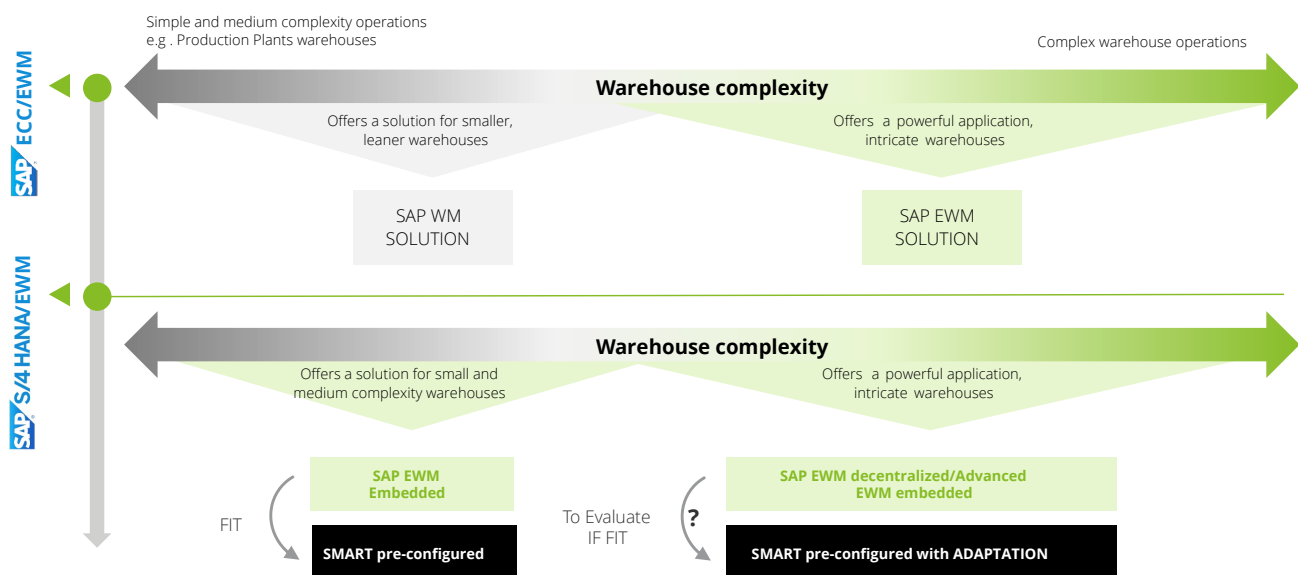 Simple and medium complexity operations
e.g . Production Plants warehouses
Complex warehouse operations
SAP ECC/EWM
Warehouse complexity
Offers a solution for smaller,
leaner warehouses
Offers a powerful application,
intricate warehouses
SAP WM
SOLUTION
SAP EWM
SOLUTION
SAP S/4 HANA/EWM
Warehouse complexity
Offers a solution for small and
medium complexity warehouses
Offers a powerful application,
intricate warehouses
SAP EWM
Embedded
SAP EWM decentralized/Advanced
EWM embedded
FIT
To Evaluate
IF FIT
?
SMART pre-configured
SMART pre-configured with ADAPTATION